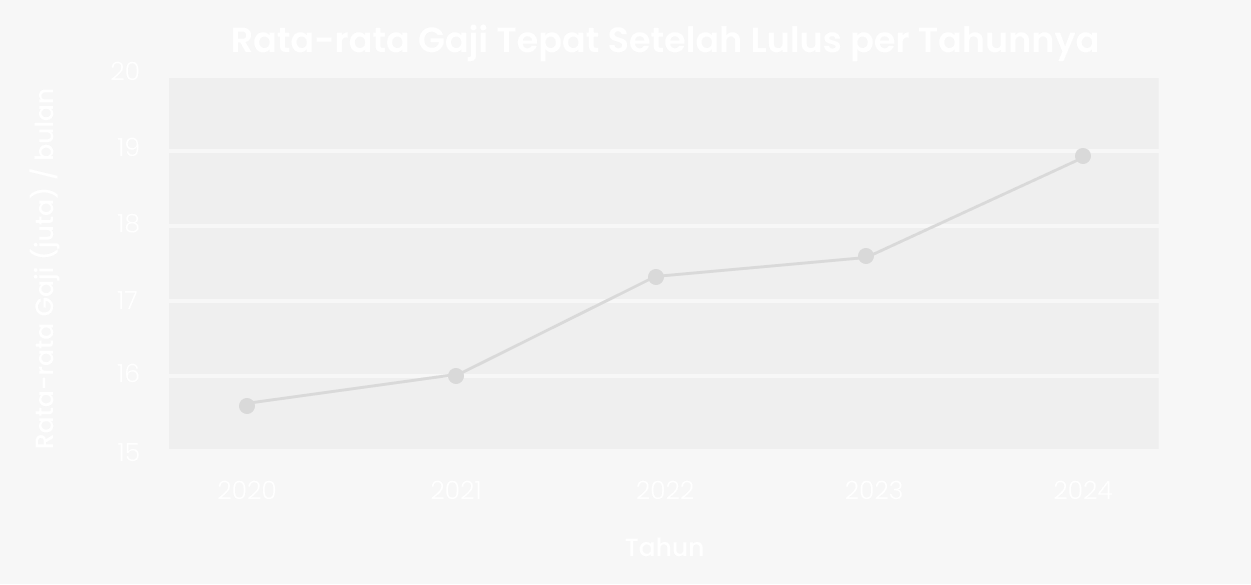 Rata-rata Gaji Tepat Setelah Lulus per Tahunnya
Rata-rata Gaji (juta) / bulan
20
19
18
17
16
15
2020 2021 2022 2023 2024
Tahun